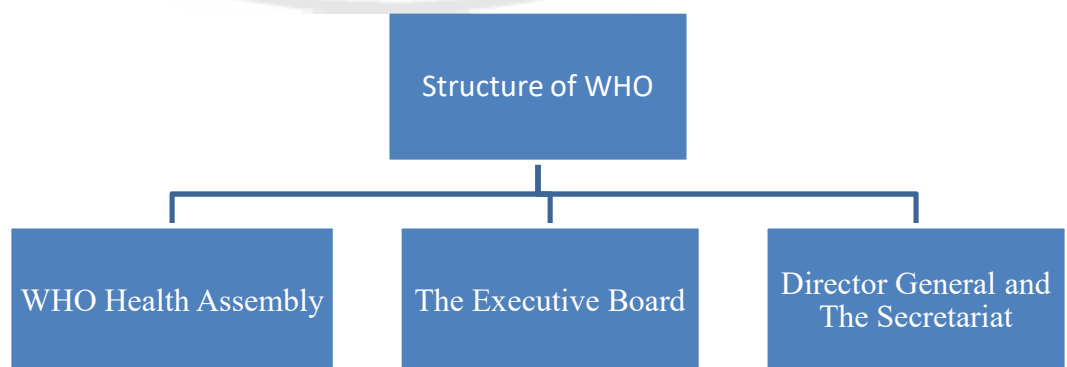 Structure of WHO
WHO Health Assembly
The Executive Board
Director General and
The Secretariat